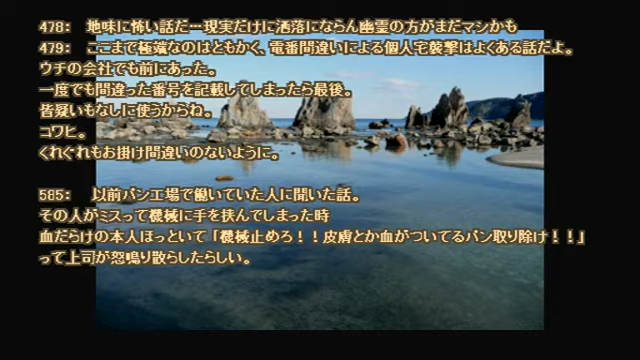 478：　地味に怖い話だ…現実だけに洒落にならん幽霊の方がまだマシかも
479：　ここまで極端なのはともかく、電番間違いによる個人宅襲撃はよくある話だよ。
ウチの会社でも前にあった。
一度でも間違った番号を記載してしまったら最後。
皆疑いもなしに使うからね。
コワヒ。
くれぐれもお掛け間違いのないように。
585：　以前パン工場で働いていた人に聞いた話。
その人がミスって機械に手を挟んでしまった時
血だらけの本人ほっといて「機械止めろ！！皮膚とか血がついてるパン取り除け！！」
って上司が怒鳴り散らしたらしい。